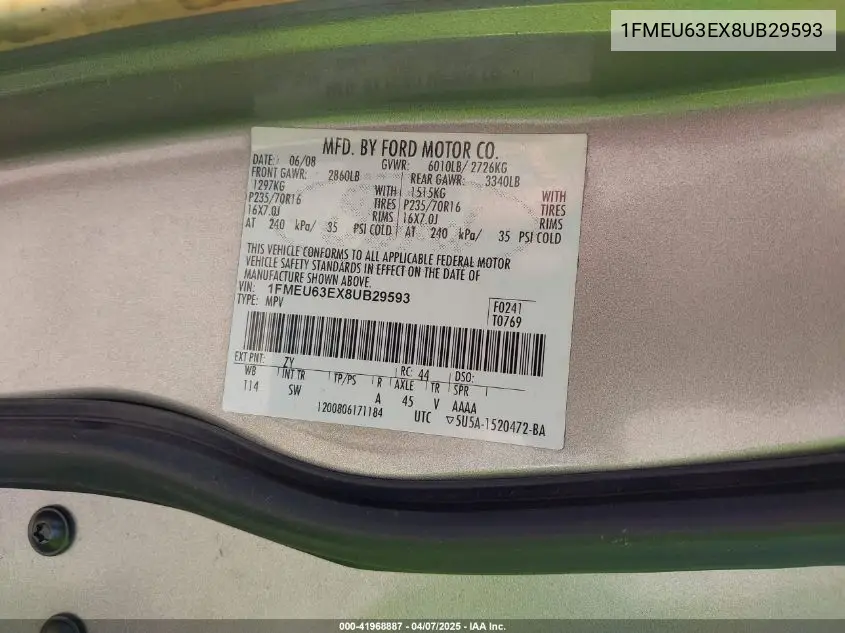 1FMEU63EX8UB29593
MFD. BY FORD MOTOR CO.
DATE: 06/08 GVWR: 6010LB/ 2726KG
FRONT GAWR: 2860LB REAR GAWR: 3340LB
1297KG WITH 1515KG WITH
P235/70R16 TIRES P235/70R16 TIRES
16X7.0J RIMS 16X7.0J RIMS
AT 240 kPa/ 35 PSI COLD AT 240 kPa/ 35 PSI COLD
THIS VEHICLE CONFORMS TO ALL APPLICABLE FEDERAL MOTOR
VEHICLE SAFETY STANDARDS IN EFFECT ON THE DATE OF
MANUFACTURE SHOWN ABOVE.
VIN: 1FMEU63EX8UB29593
TYPE: MPV
F0241
T0769
EXT PNT: ZY RC: 44 DSO:
WB INT TR TP/PS R AXLE TR SPR
114 SW A 45 V AAAA
1200806171184 UTC ▽5U5A-1520472-BA
000-41968887 - 04/07/2025 - IAA Inc.